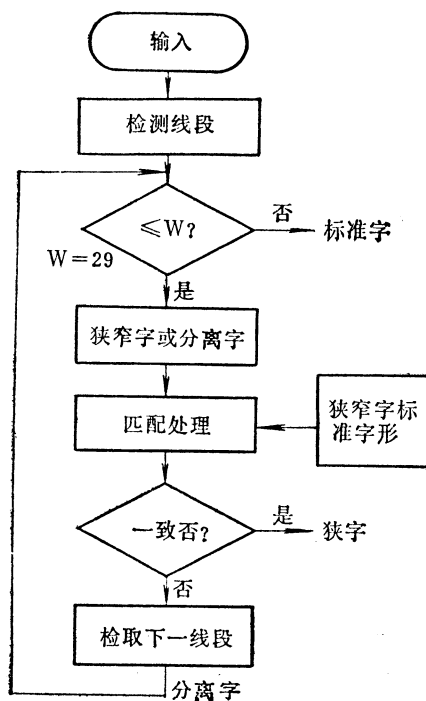 输入
检测线段
≤W?
否
标准字
W=29
是
狭窄字或分离字
匹配处理
狭窄字标
准字形
一致否?
是
狭字
否
检取下一线段
分离字